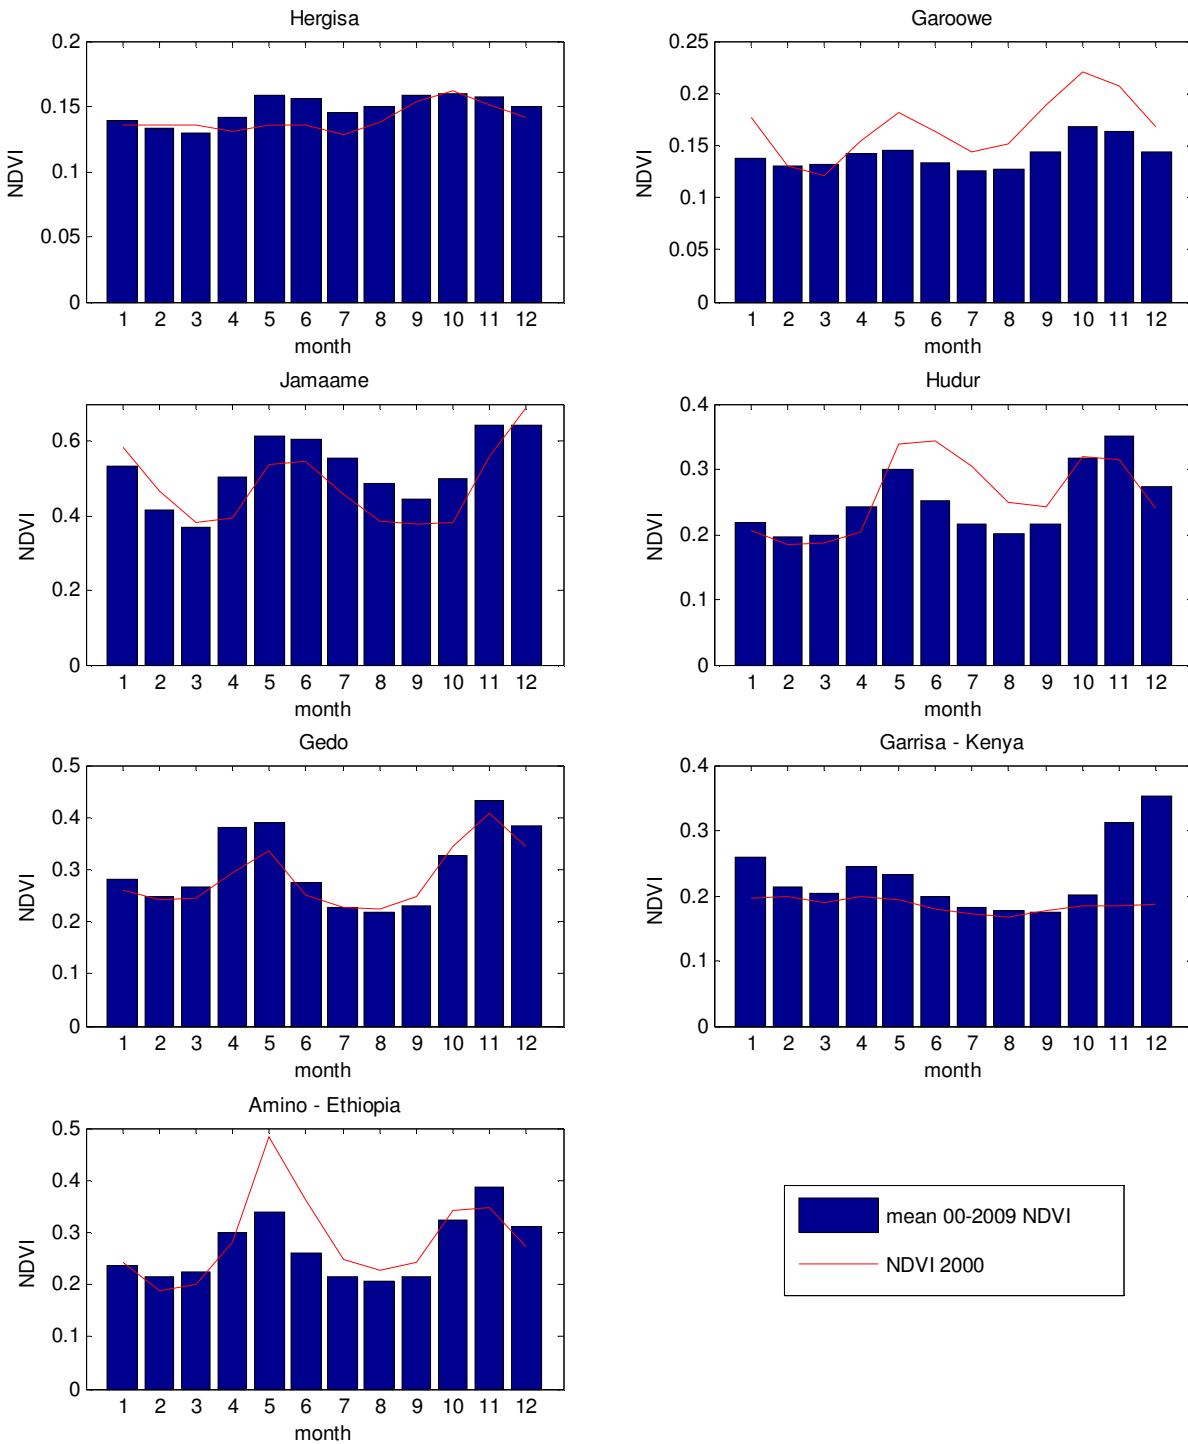 Hergisa
0.2
0.15
0.1
0.05
0
NDVI
1 2 3 4 5 6 7 8 9 10 11 12
month
Garoowe
0.25
0.2
0.15
0.1
0.05
0
NDVI
1 2 3 4 5 6 7 8 9 10 11 12
month
Jamaame
0.6
0.4
0.2
0
NDVI
1 2 3 4 5 6 7 8 9 10 11 12
month
Hudur
0.4
0.3
0.2
0.1
0
NDVI
1 2 3 4 5 6 7 8 9 10 11 12
month
Gedo
0.5
0.4
0.3
0.2
0.1
0
NDVI
1 2 3 4 5 6 7 8 9 10 11 12
month
Garrisa - Kenya
0.4
0.3
0.2
0.1
0
NDVI
1 2 3 4 5 6 7 8 9 10 11 12
month
Amino - Ethiopia
0.5
0.4
0.3
0.2
0.1
0
NDVI
1 2 3 4 5 6 7 8 9 10 11 12
month
mean 00-2009 NDVI
NDVI 2000